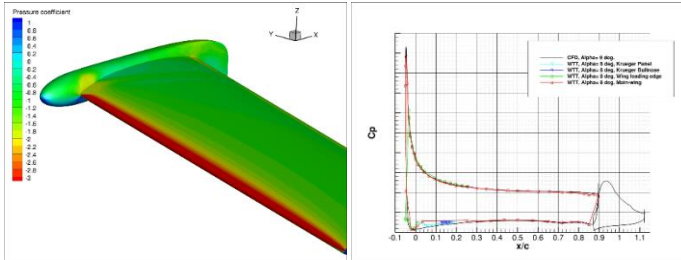 Pressure coefficient
1
0.8
0.6
0.4
0.2
0
-0.2
-0.4
-0.6
-0.8
-1
-1.2
-1.4
-1.6
-1.8
-2
-2.2
-2.4
-2.6
-2.8
-3
Z
Y
X
CFD, Alpha= 8 deg.
WTT, Alpha= 8 deg, Krueger Panel
WTT, Alpha= 8 deg, Krueger Bullnose
WTT, Alpha= 8 deg, Wing leading edge
WTT, Alpha= 8 deg, Main-wing
Cp
-0.1 0 0.1 0.2 0.3 0.4 0.5 0.6 0.7 0.8 0.9 1 1.1
x/c